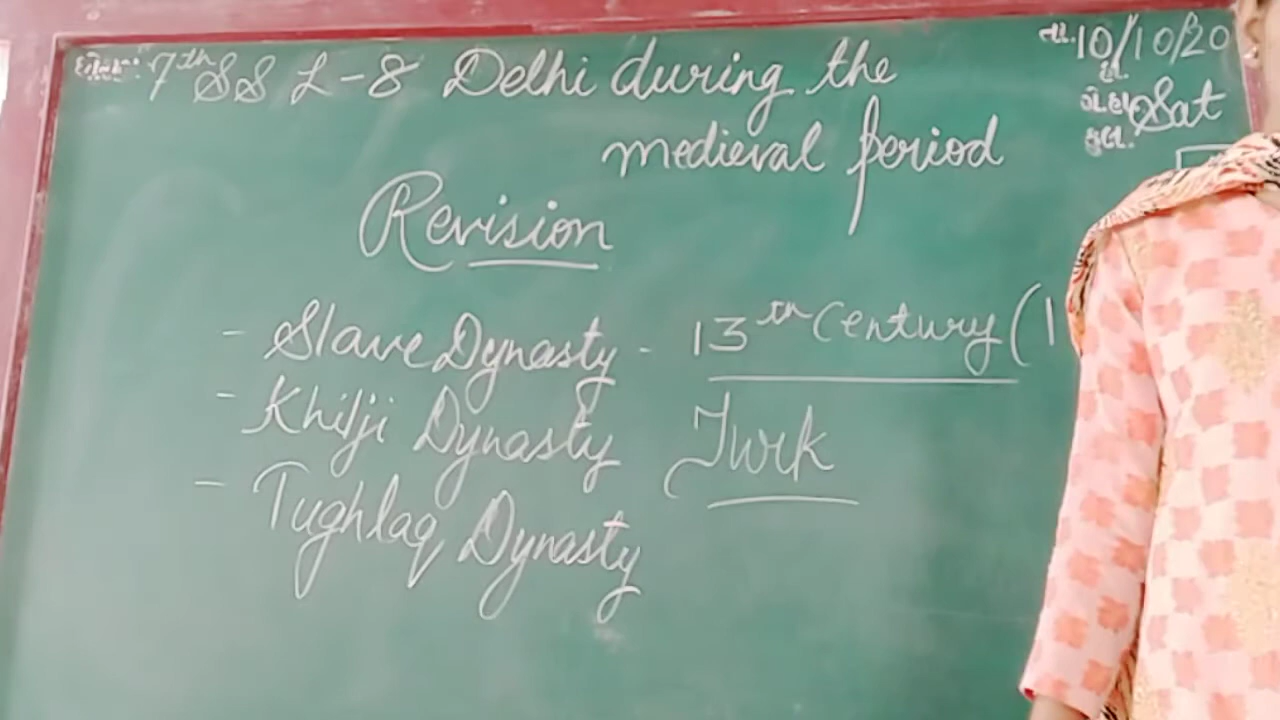 7th SS L-8 Delhi during the
medieval period
તા. 10/10/20
Sat
Revision
- Slave Dynasty - 13th Century (1
- Khilji Dynasty Turk
- Tughlaq Dynasty